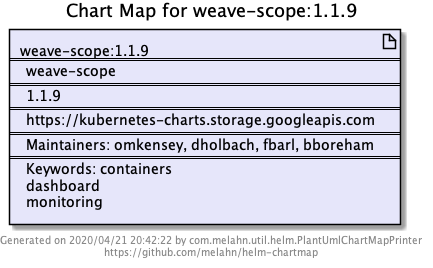 Chart Map for weave-scope:1.1.9
weave-scope:1.1.9
weave-scope
1.1.9
https://kubernetes-charts.storage.googleapis.com
Maintainers: omkensey, dholbach, fbarl, bboreham
Keywords: containers
dashboard
monitoring
Generated on 2020/04/21 20:42:22 by com.melahn.util.helm.PlantUmlChartMapPrinter
https://github.com/melahn/helm-chartmap